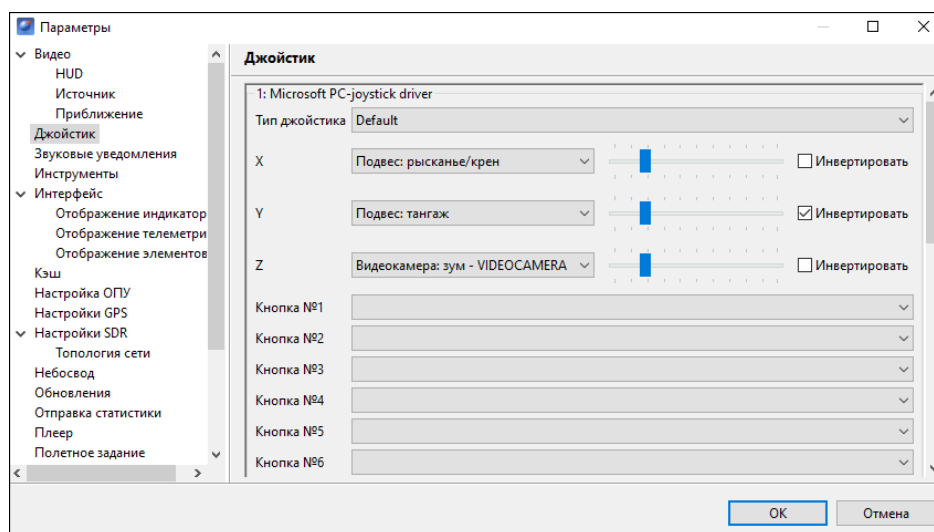 Параметры
Видео
HUD
Источник
Приближение
Джойстик
Звуковые уведомления
Инструменты
Интерфейс
Отображение индикатор
Отображение телеметри
Отображение элементов
Кэш
Настройка ОПУ
Настройки GPS
Настройки SDR
Топология сети
Небосвод
Обновления
Отправка статистики
Плеер
Полетное задание
Джойстик
1: Microsoft PC-joystick driver
Тип джойстика Default
X Подвес: рысканье/крен Инвертировать
Y Подвес: тангаж Инвертировать
Z Видеокамера: зум - VIDEOCAMERA Инвертировать
Кнопка №1
Кнопка №2
Кнопка №3
Кнопка №4
Кнопка №5
Кнопка №6
OK Отмена